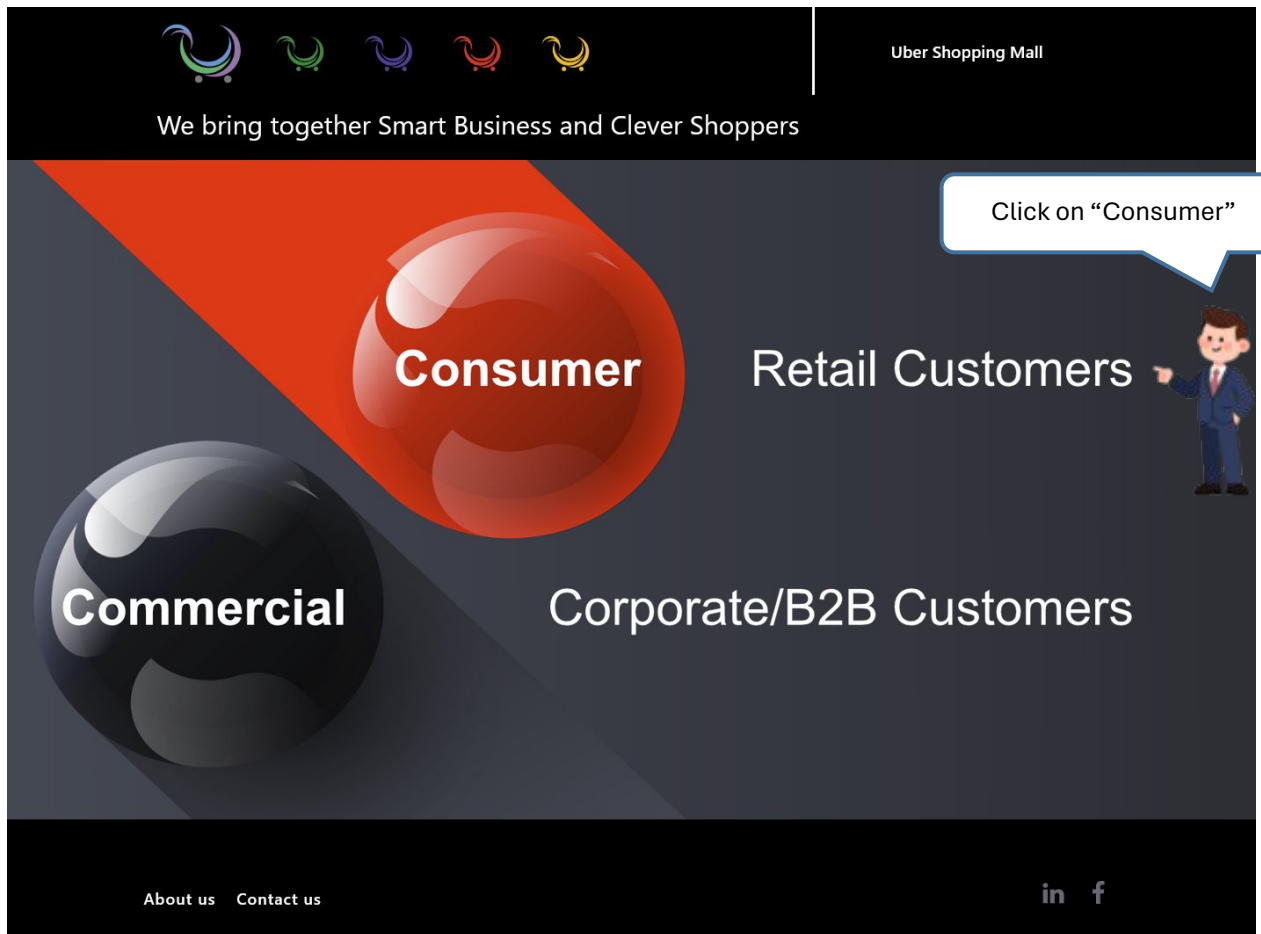 Uber Shopping Mall
We bring together Smart Business and Clever Shoppers
Click on “Consumer”
Consumer
Retail Customers
Commercial
Corporate/B2B Customers
About us
Contact us
in
f